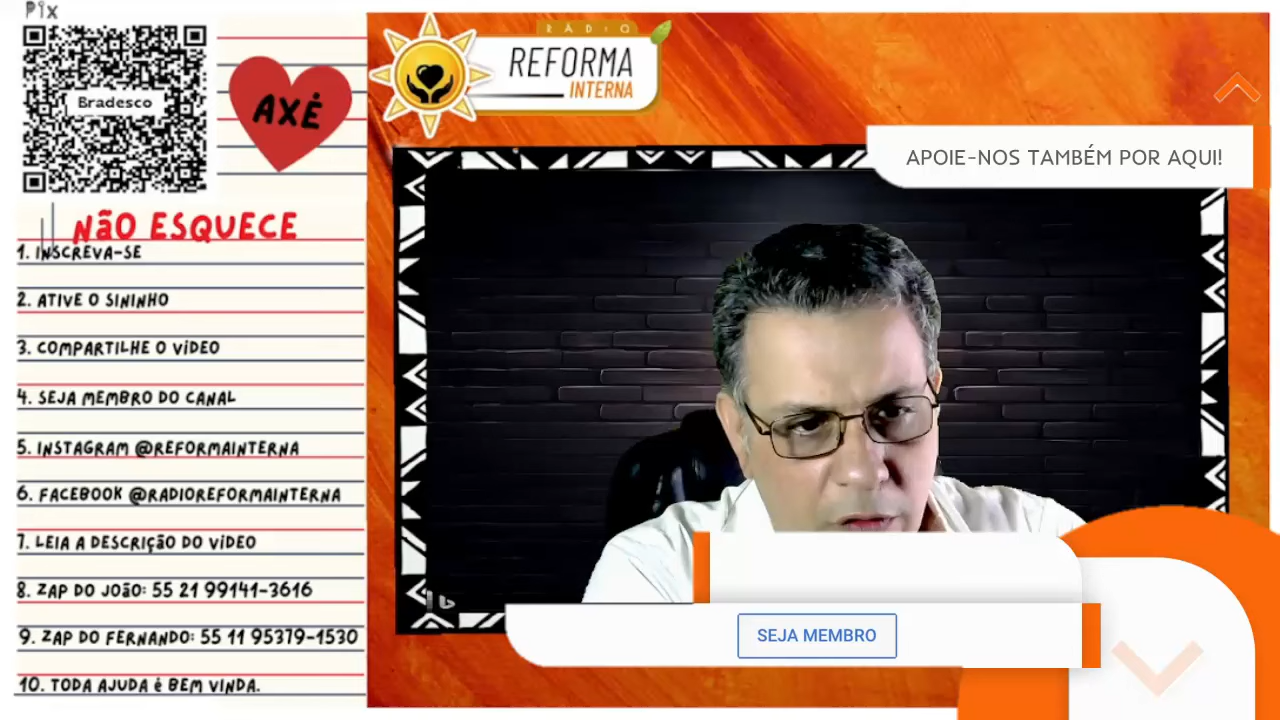 Pix
Bradesco
AXÉ
NÃO ESQUECE
1. INSCREVA-SE
2. ATIVE O SININHO
3. COMPARTILHE O VÍDEO
4. SEJA MEMBRO DO CANAL
5. INSTAGRAM @REFORMAINTERNA
6. FACEBOOK @RADIOREFORMAINTERNA
7. LEIA A DESCRIÇÃO DO VÍDEO
8. ZAP DO JOÃO: 55 21 99141-3616
9. ZAP DO FERNANDO: 55 11 95379-1530
10. TODA AJUDA É BEM VINDA.
RÁDIO
REFORMA
INTERNA
APOIE-NOS TAMBÉM POR AQUI!
SEJA MEMBRO